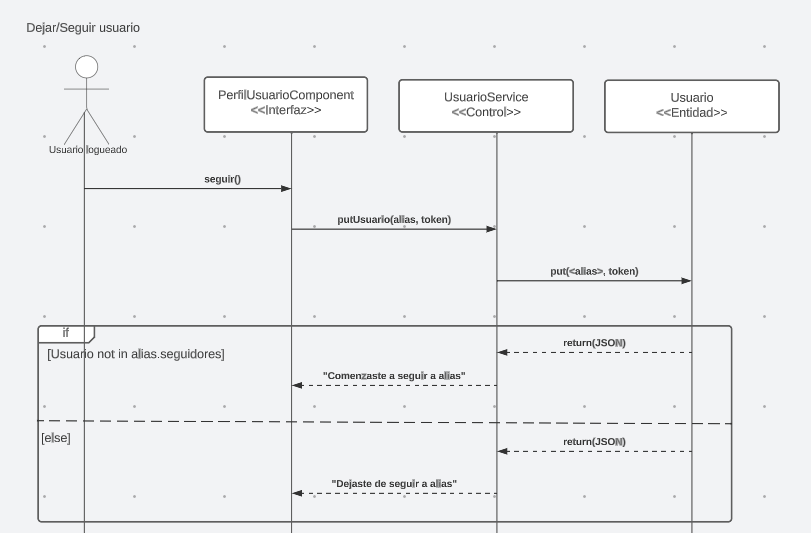 Dejar/Seguir usuario
PerfilUsuarioComponent
<<Interfaz>>
UsuarioService
<<Control>>
Usuario
<<Entidad>>
Usuario logueado
seguir()
putUsuario(alias, token)
put(<alias>, token)
if
[Usuario not in alias.seguidores]
return(JSON)
"Comenzaste a seguir a alias"
[else]
return(JSON)
"Dejaste de seguir a alias"